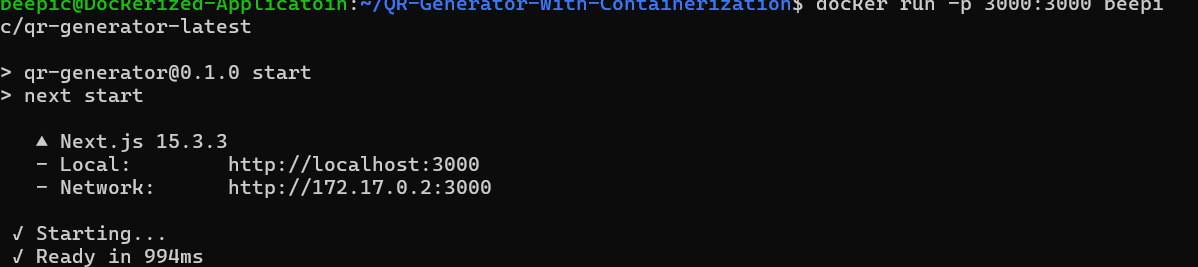 beepic@Dockerized-Applicatoin:~/QR-Generator-With-Containerization$ docker run -p 3000:3000 beepi
c/qr-generator-latest
> qr-generator@0.1.0 start
> next start
▲ Next.js 15.3.3
- Local: http://localhost:3000
- Network: http://172.17.0.2:3000
✓ Starting...
✓ Ready in 994ms